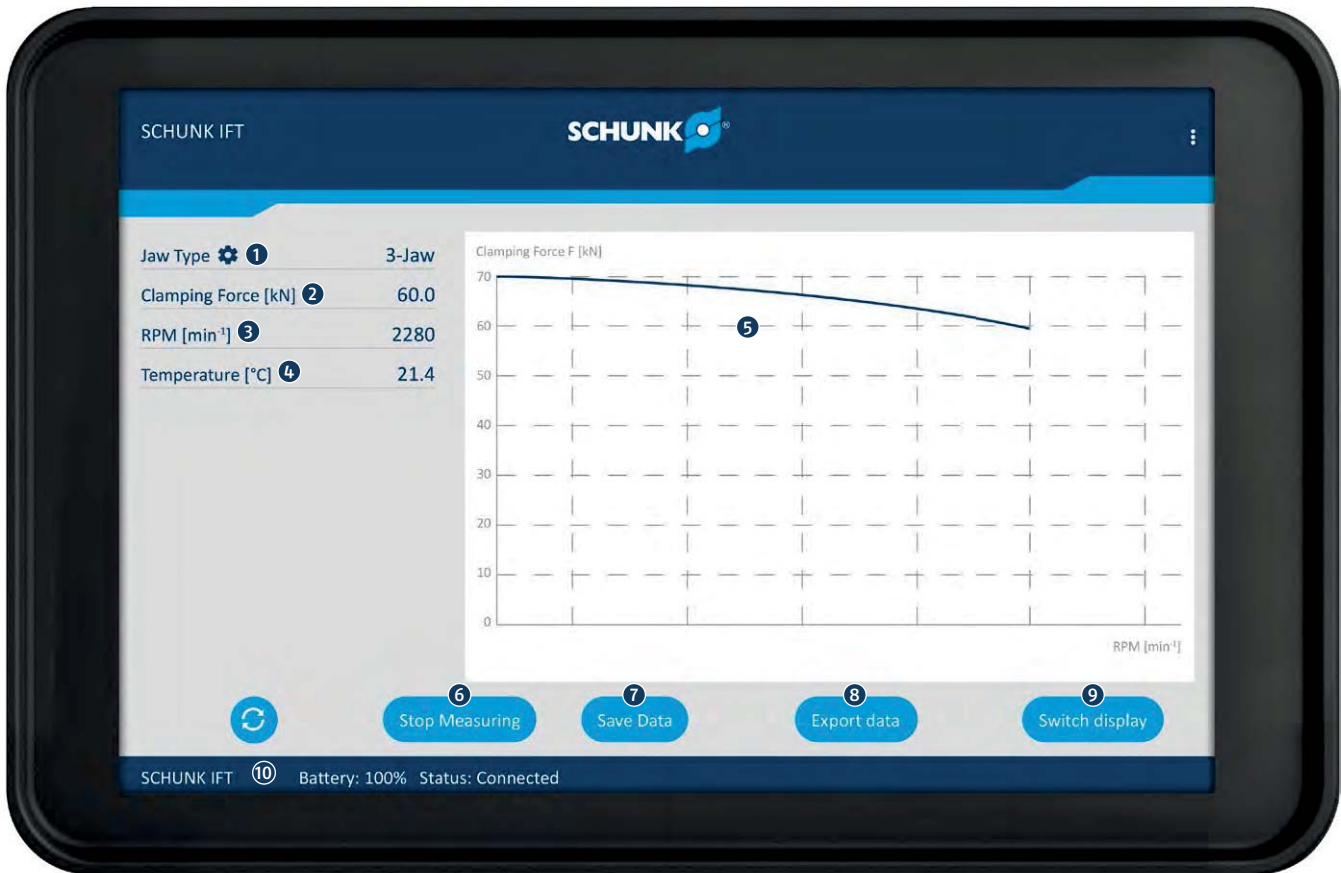 SCHUNK IFT
SCHUNK ®
Jaw Type 1 3-Jaw
Clamping Force [kN] 2 60.0
RPM [min-1] 3 2280
Temperature [°C] 4 21.4
Clamping Force F [kN]
70
60
5
50
40
30
20
10
0
RPM [min-1]
6 7 8 9
Stop Measuring Save Data Export data Switch display
SCHUNK IFT 10 Battery: 100% Status: Connected